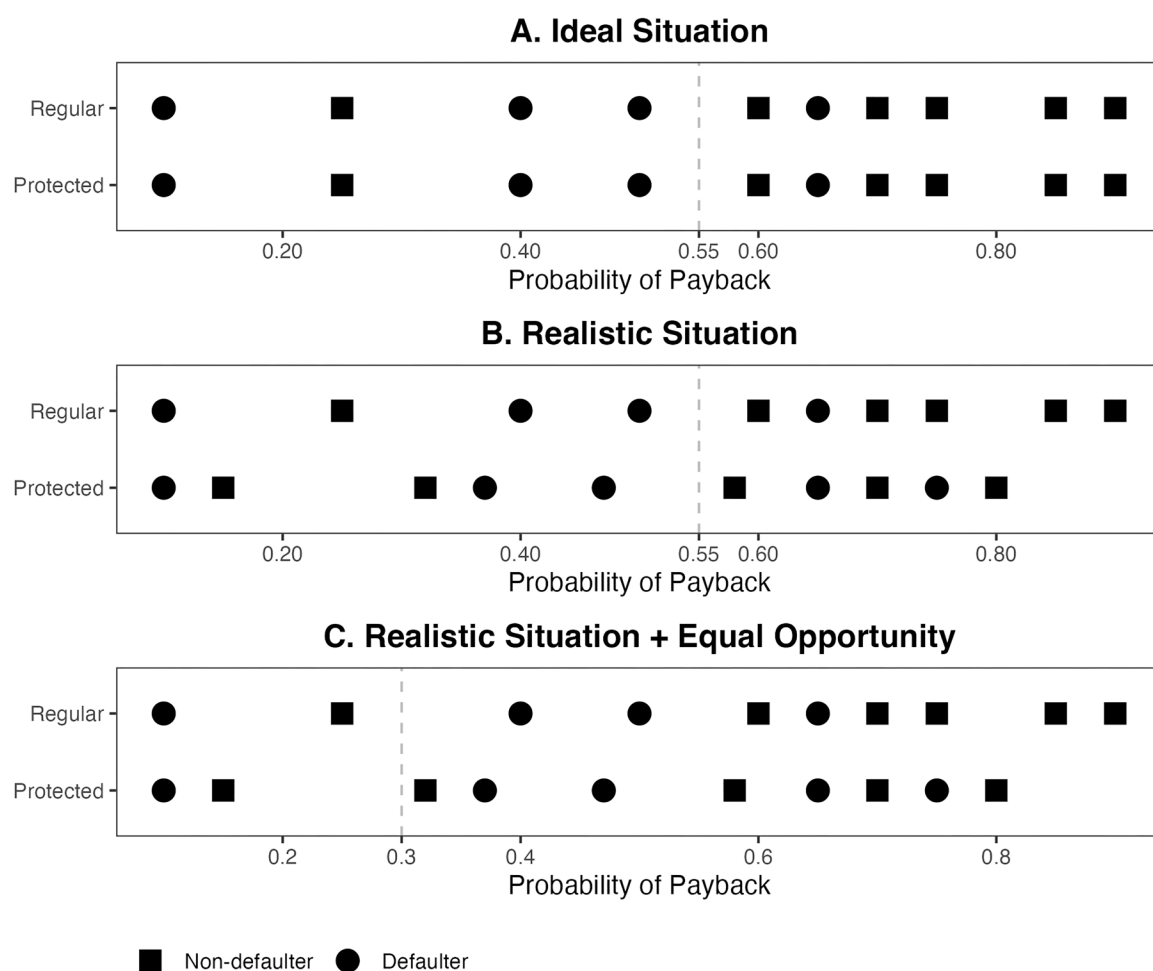 A. Ideal Situation
Regular
Protected
0.20 0.40 0.55 0.60 0.80
Probability of Payback
B. Realistic Situation
Regular
Protected
0.20 0.40 0.55 0.60 0.80
Probability of Payback
C. Realistic Situation + Equal Opportunity
Regular
Protected
0.2 0.3 0.4 0.6 0.8
Probability of Payback
Non-defaulter Defaulter